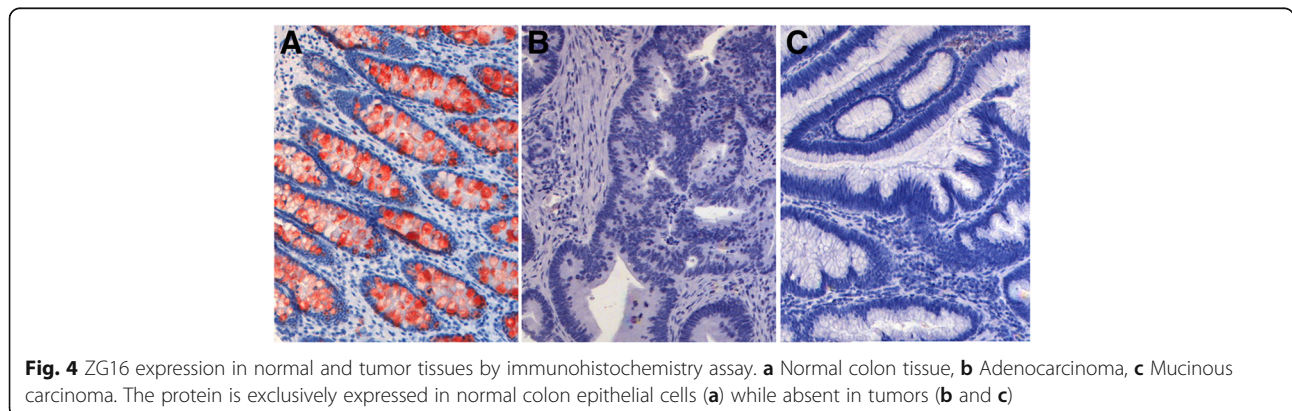 A B C
Fig. 4 ZG16 expression in normal and tumor tissues by immunohistochemistry assay. a Normal colon tissue, b Adenocarcinoma, c Mucinous
carcinoma. The protein is exclusively expressed in normal colon epithelial cells (a) while absent in tumors (b and c)